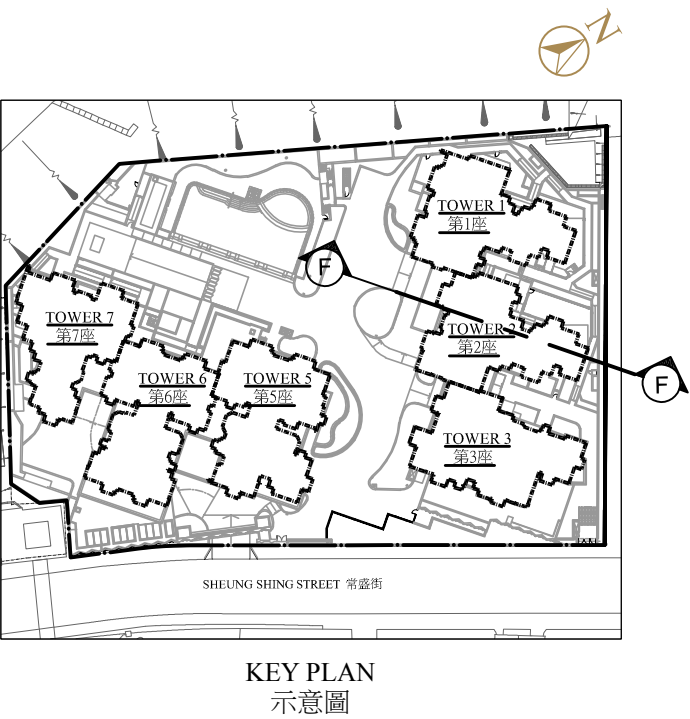 N
TOWER 1
第1座
F
TOWER 2
第2座
TOWER 7
第7座
TOWER 6
第6座
TOWER 5
第5座
F
TOWER 3
第3座
SHEUNG SHING STREET 常盛街
KEY PLAN
示意圖